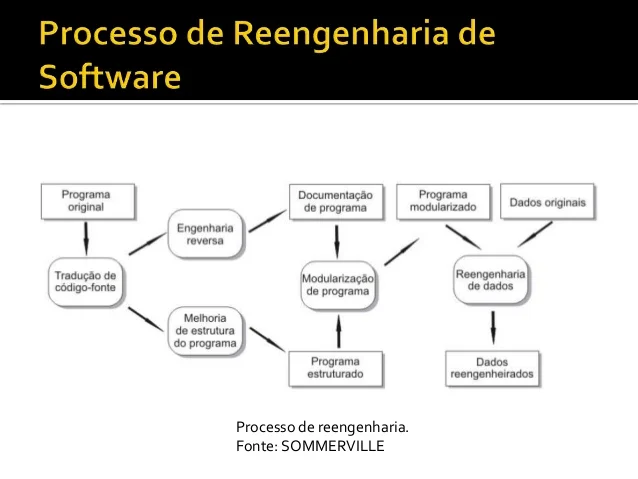 Processo de Reengenharia de
Software
Programa
original
Documentação
de programa
Programa
modularizado
Dados originais
Engenharia
reversa
Tradução de
código-fonte
Modularização
de programa
Reengenharia
de dados
Melhoria
de estrutura
do programa
Programa
estruturado
Dados
reengenheirados
Processo de reengenharia.
Fonte: SOMMERVILLE